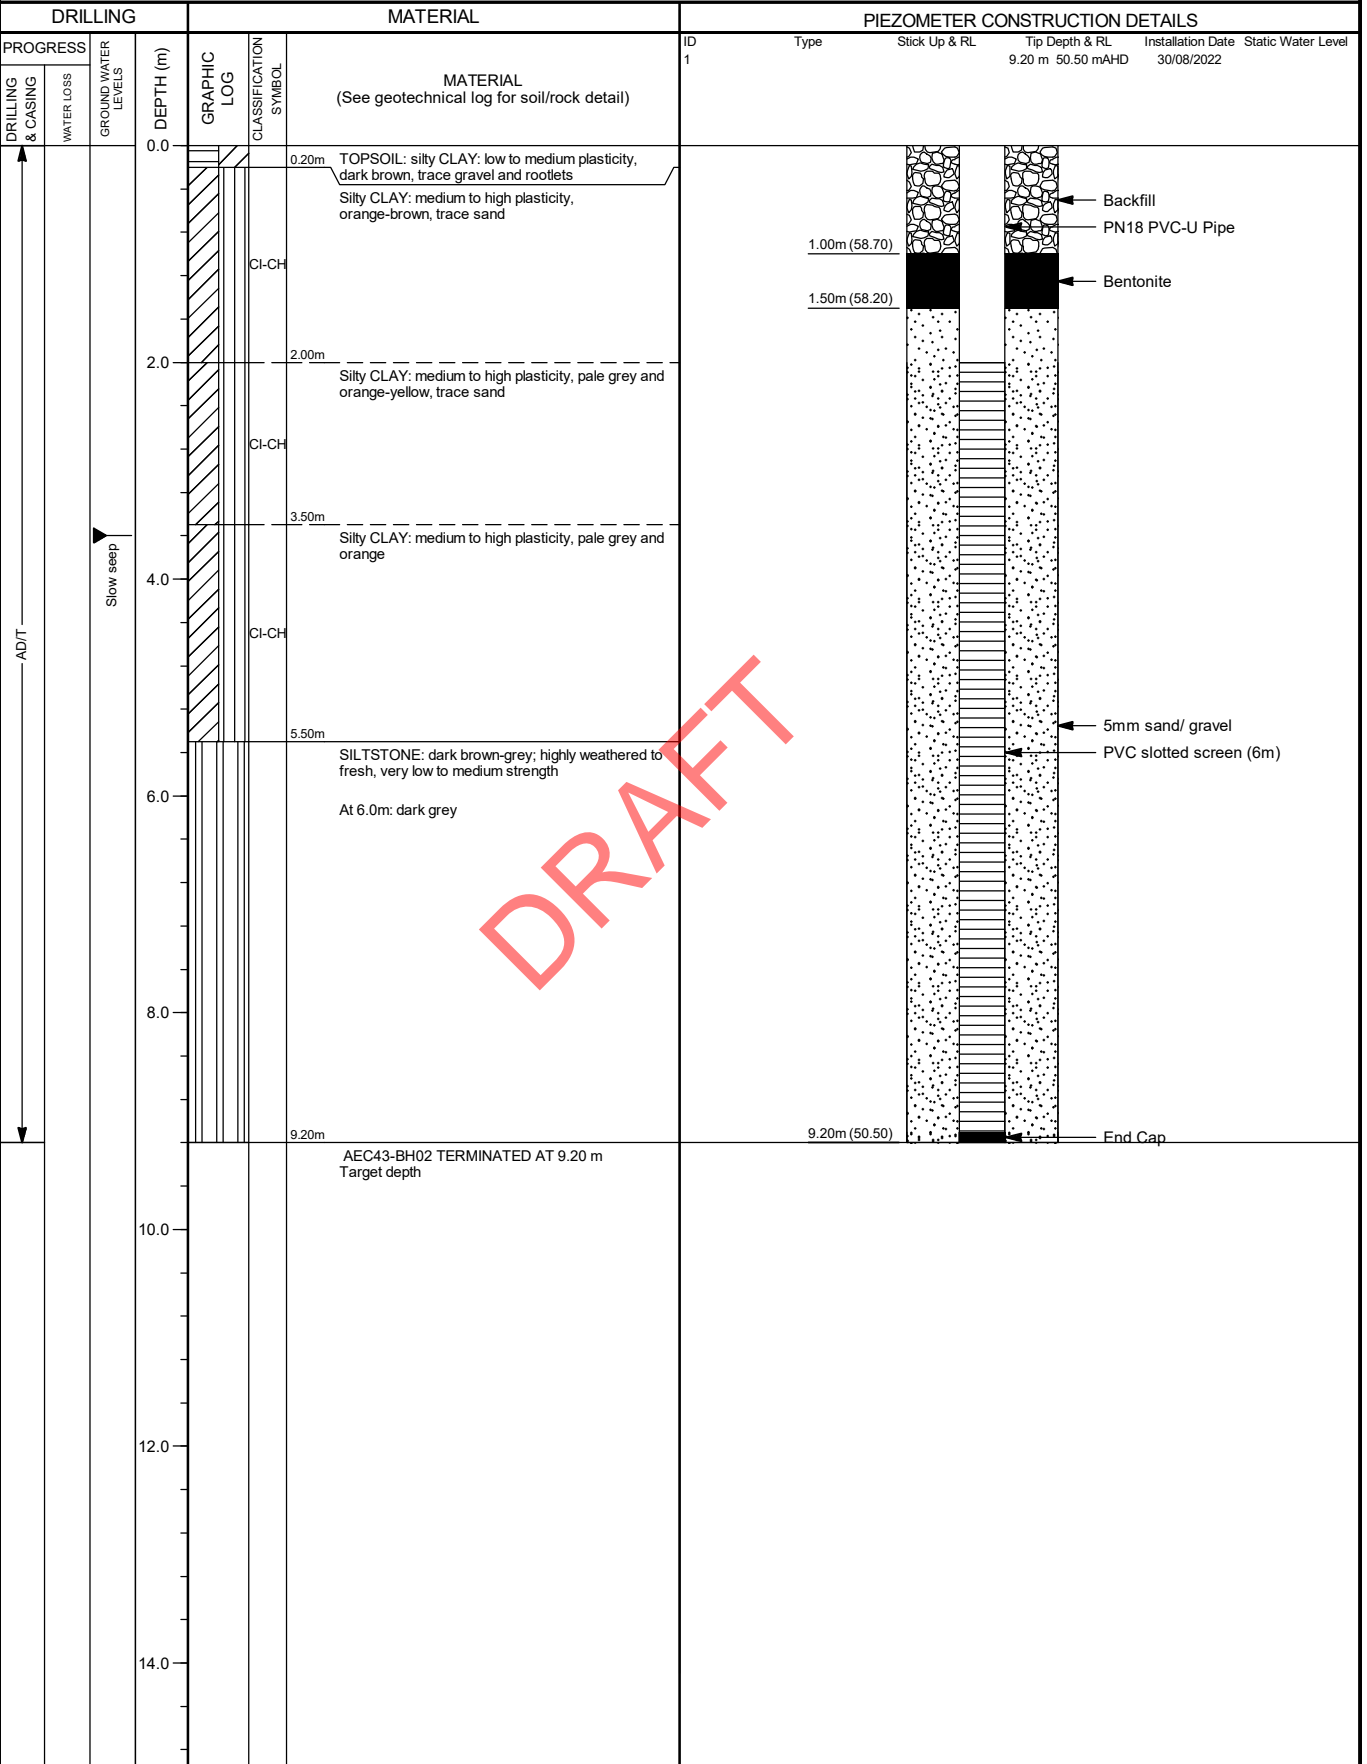 DRILLING
MATERIAL
PIEZOMETER CONSTRUCTION DETAILS
PROGRESS
DRILLING
& CASING
WATER LOSS
GROUND WATER
LEVELS
DEPTH (m)
GRAPHIC
LOG
CLASSIFICATION
SYMBOL
MATERIAL
(See geotechnical log for soil/rock detail)
ID Type Stick Up & RL Tip Depth & RL Installation Date Static Water Level
1 9.20 m 50.50 mAHD 30/08/2022
0.0
0.20m
TOPSOIL: silty CLAY: low to medium plasticity,
dark brown, trace gravel and rootlets
Silty CLAY: medium to high plasticity,
orange-brown, trace sand
Backfill
PN18 PVC-U Pipe
1.00m (58.70)
CI-CH
Bentonite
1.50m (58.20)
2.00m
2.0
Silty CLAY: medium to high plasticity, pale grey and
orange-yellow, trace sand
CI-CH
3.50m
Silty CLAY: medium to high plasticity, pale grey and
orange
Slow seep
4.0
CI-CH
AD/T
5.50m
5mm sand/ gravel
PVC slotted screen (6m)
SILTSTONE: dark brown-grey; highly weathered to
fresh, very low to medium strength
6.0
At 6.0m: dark grey
DRAFT
8.0
9.20m
9.20m (50.50)
End Cap
AEC43-BH02 TERMINATED AT 9.20 m
Target depth
10.0
12.0
14.0